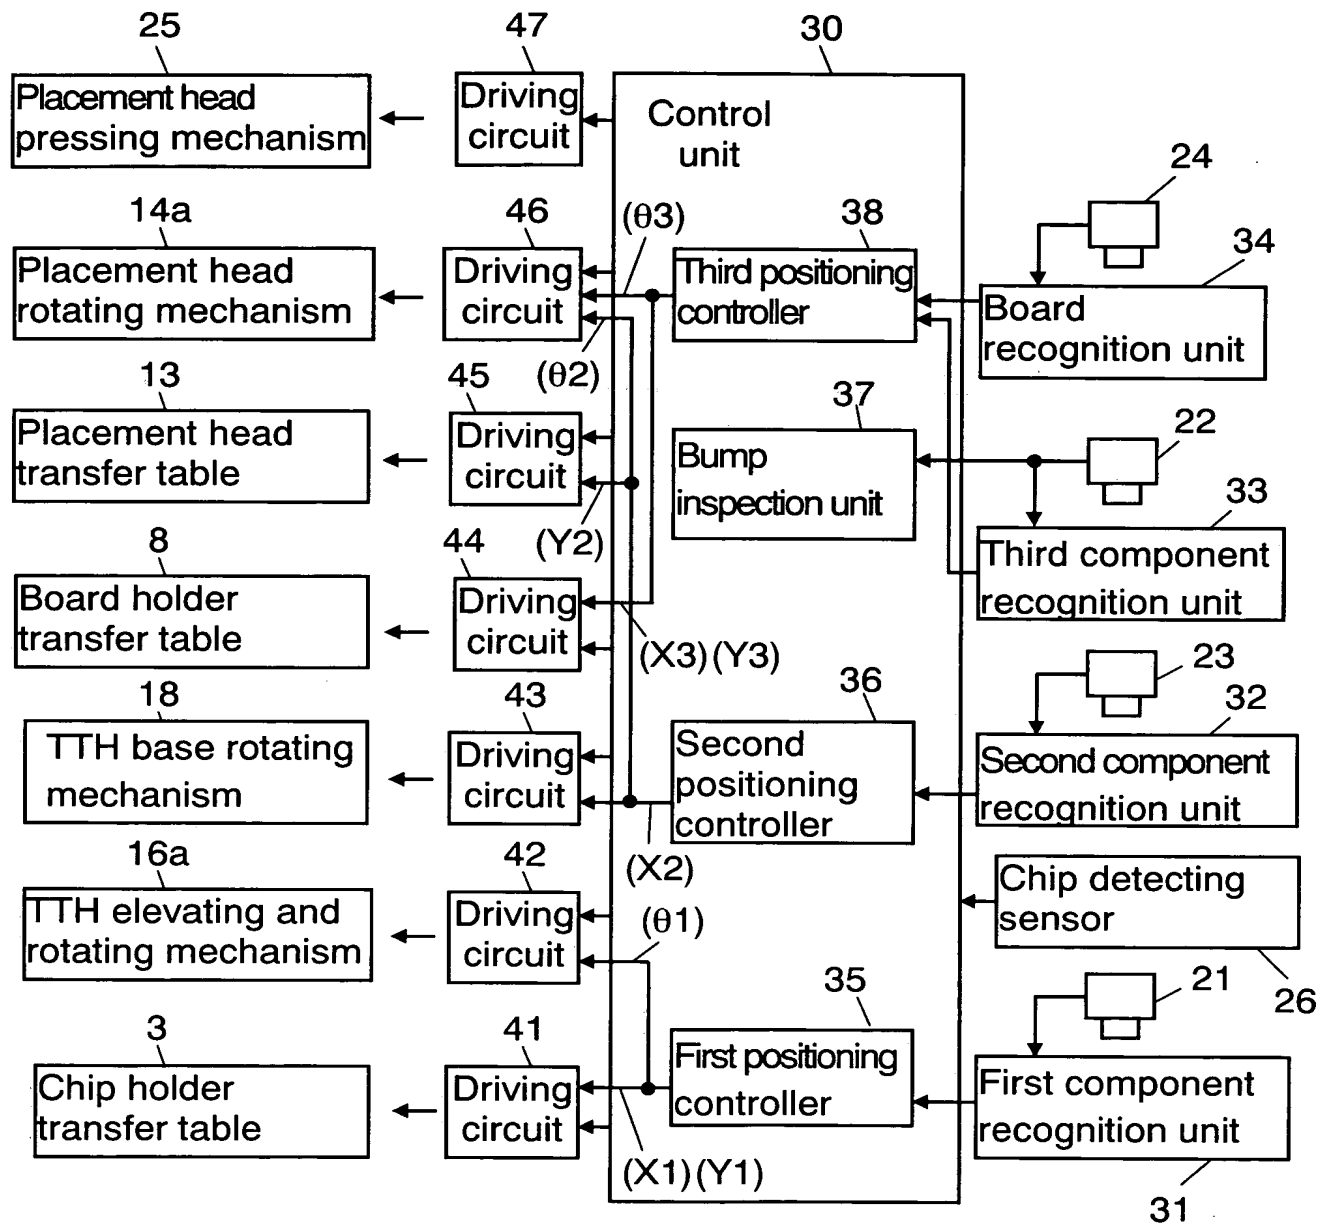 25
47
30
Placement head
pressing mechanism
Driving
circuit
Control
unit
24
14a
46
(θ3)
38
34
Placement head
rotating mechanism
Driving
circuit
Third positioning
controller
Board
recognition unit
(θ2)
13
45
37
22
Placement head
transfer table
Driving
circuit
Bump
inspection unit
33
(Y2)
8
44
Third component
recognition unit
Board holder
transfer table
Driving
circuit
(X3) (Y3)
23
18
43
36
32
TTH base rotating
mechanism
Driving
circuit
Second
positioning
controller
Second component
recognition unit
16a
42
(X2)
Chip detecting
sensor
TTH elevating and
rotating mechanism
Driving
circuit
(θ1)
26
35
21
3
41
Chip holder
transfer table
Driving
circuit
First positioning
controller
First component
recognition unit
(X1) (Y1)
31